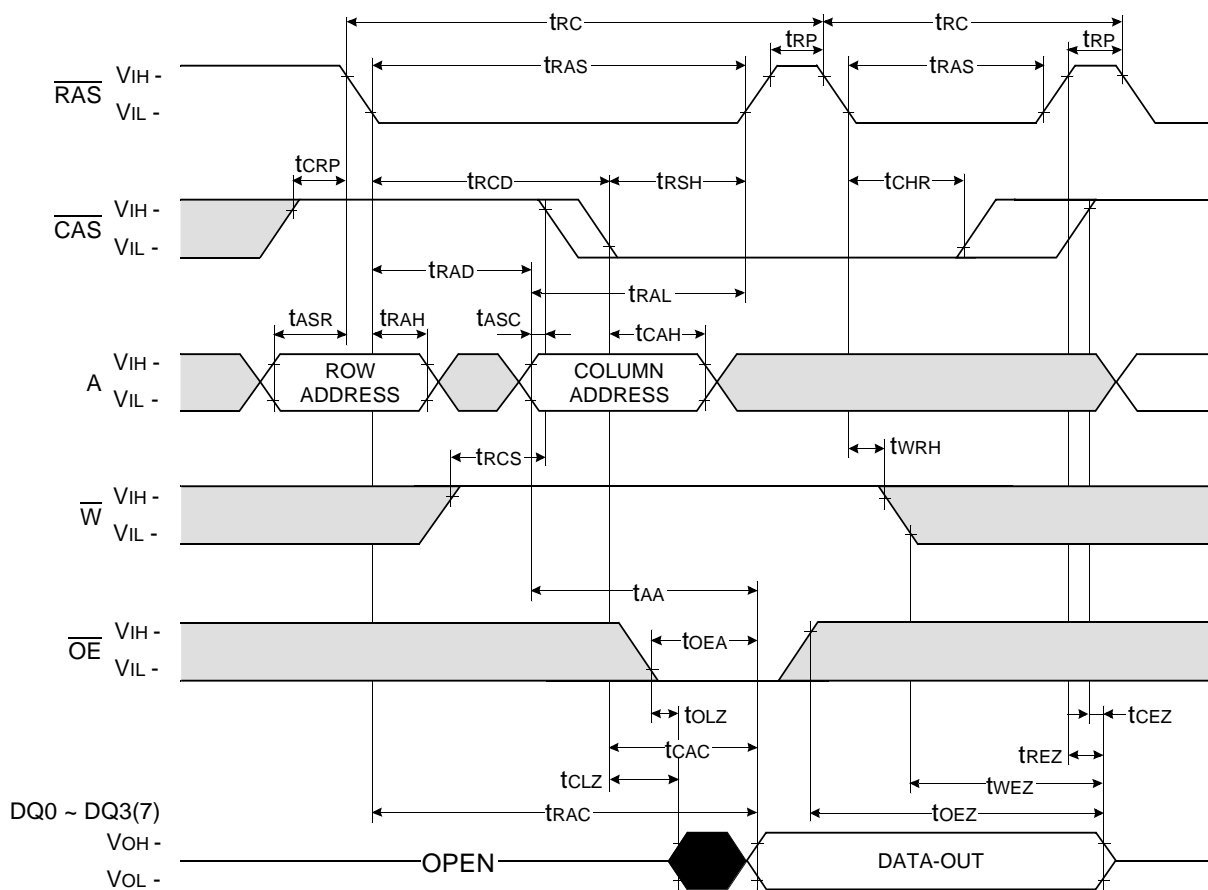 tRC tRC
tRP tRP
tRAS tRAS
RAS VIH -
VIL -
tCRP tRCD tRSH tCHR
CAS VIH -
VIL -
tRAD
tRAL
tASR tRAH tASC tCAH
A VIH -
VIL -
ROW
ADDRESS
COLUMN
ADDRESS
tRCS tWRH
W VIH -
VIL -
tAA
OE VIH -
VIL -
tOEA
tOLZ tCEZ
tCAC tREZ
tCLZ tWEZ
tRAC tOEZ
DQ0 ~ DQ3(7)
VOH -
VOL -
OPEN DATA-OUT